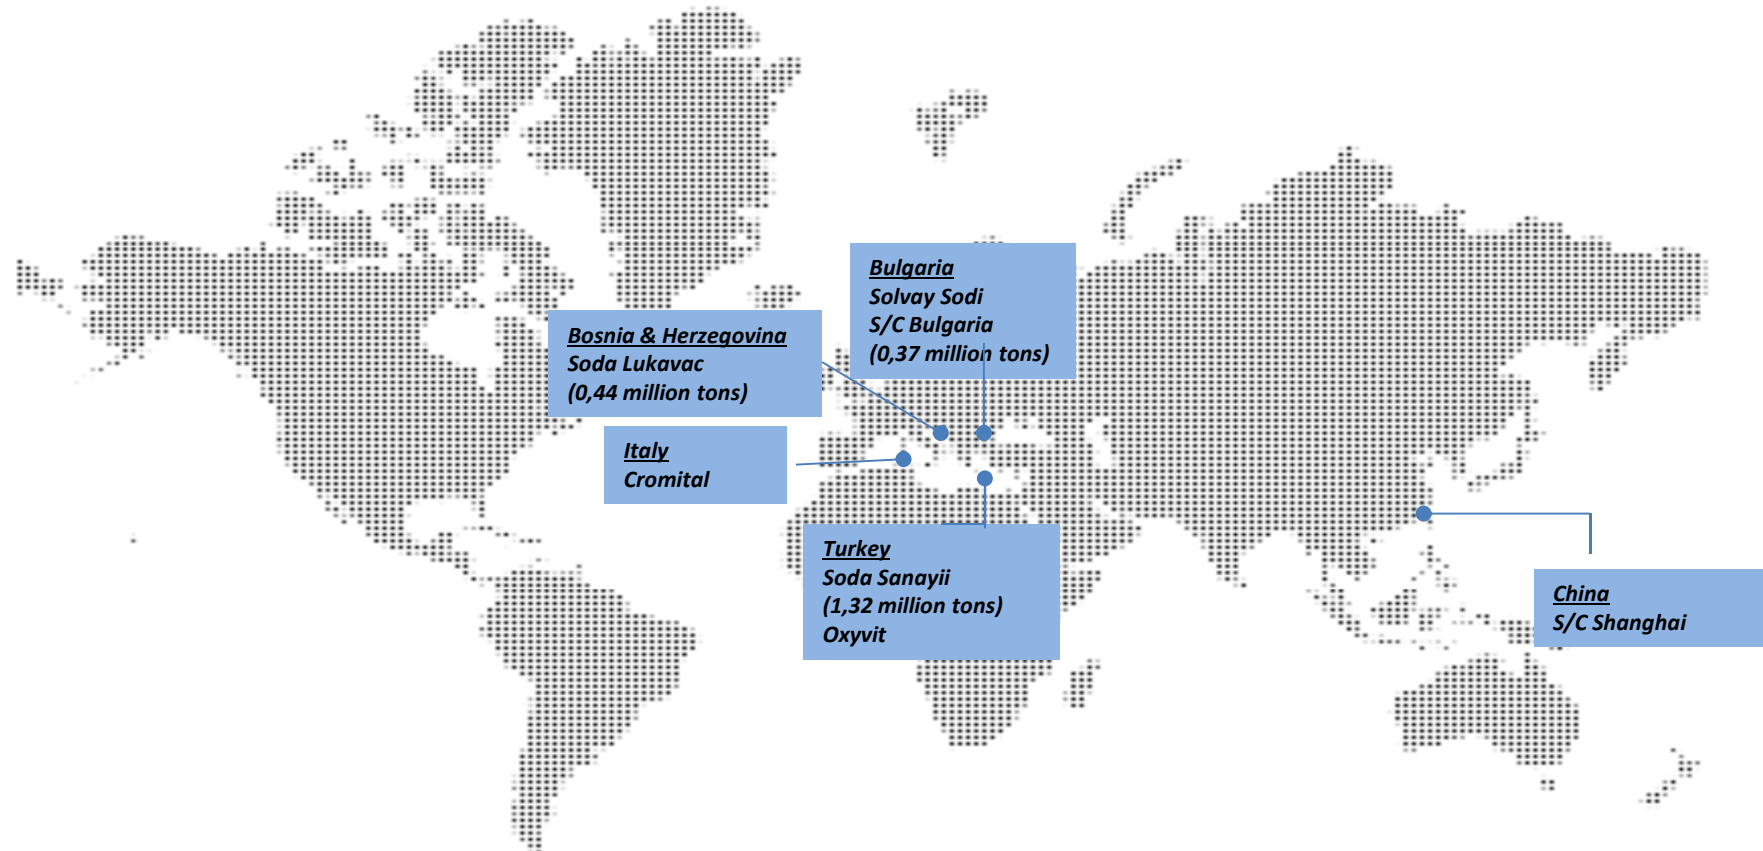 Bulgaria
Solvay Sodi
S/C Bulgaria
(0,37 million tons)
Bosnia & Herzegovina
Soda Lukavac
(0,44 million tons)
Italy
Cromital
Turkey
Soda Sanayii
(1,32 million tons)
Oxyvit
China
S/C Shanghai